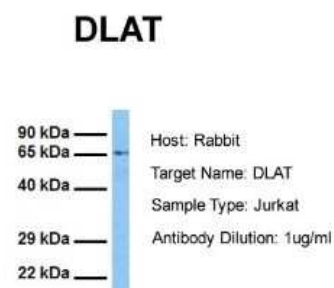 DLAT
90 kDa
65 kDa
40 kDa
29 kDa
22 kDa
Host: Rabbit
Target Name: DLAT
Sample Type: Jurkat
Antibody Dilution: 1ug/ml